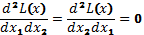 d²L(x)/dx₁dx₂ = d²L(x)/dx₂dx₁ = 0